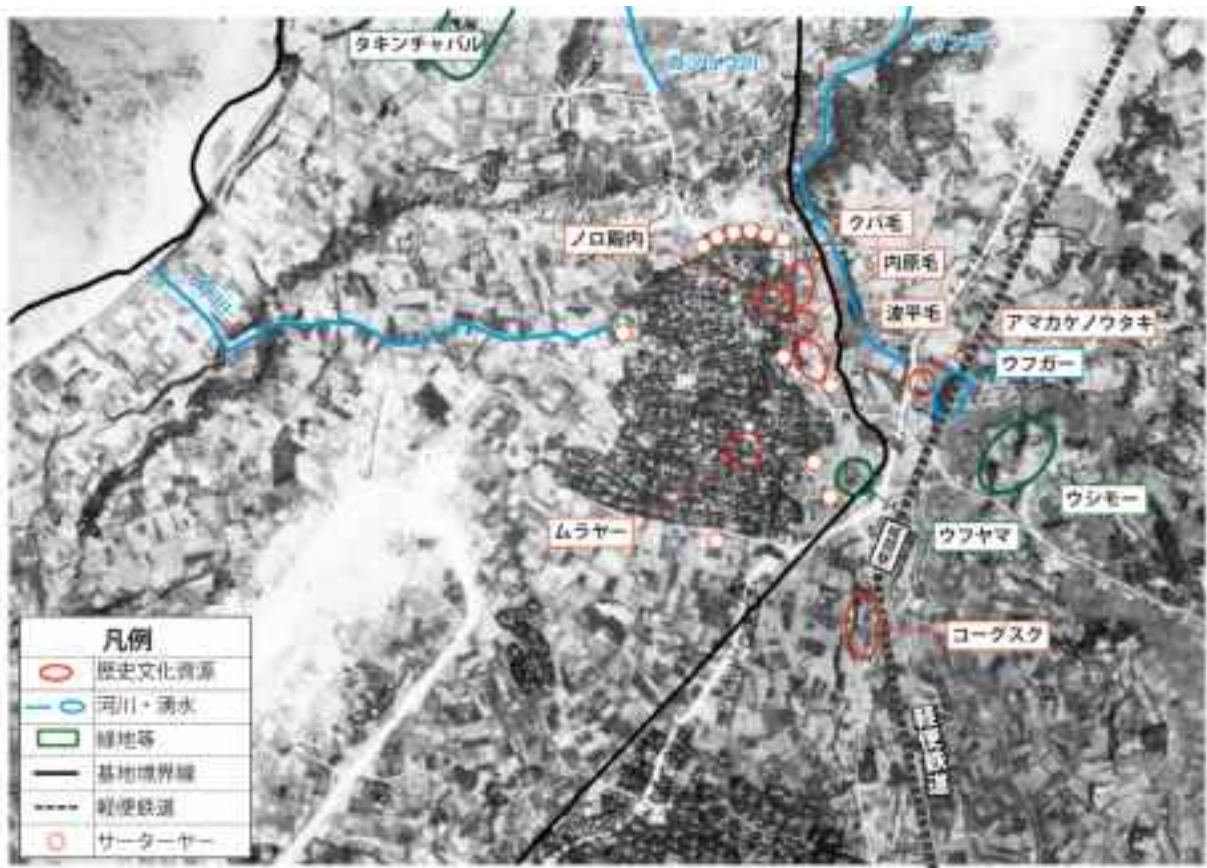 タキンチャバル
ノロ殿内
クバ毛
内原毛
波平毛
アマカケノウタキ
ウフガー
ウシモー
ムラヤー
ウフヤマ
コーグスク
軽便鉄道
凡例
歴史文化資源
河川・湧水
緑地等
基地境界線
軽便鉄道
サーターヤー